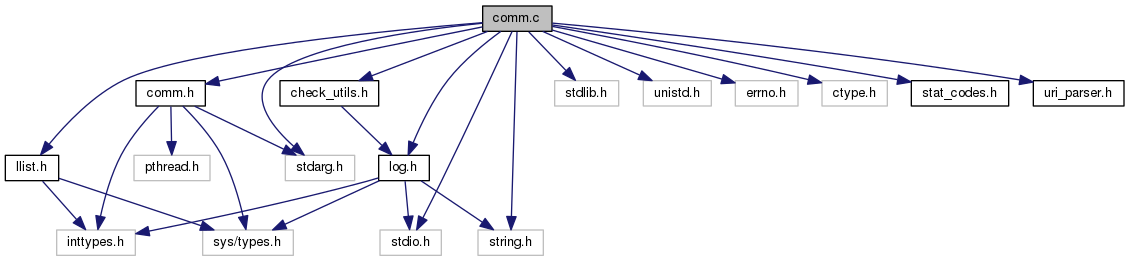 comm.c
comm.h
check_utils.h
stdlib.h
unistd.h
errno.h
ctype.h
stat_codes.h
uri_parser.h
llist.h
pthread.h
stdarg.h
log.h
inttypes.h
sys/types.h
stdio.h
string.h